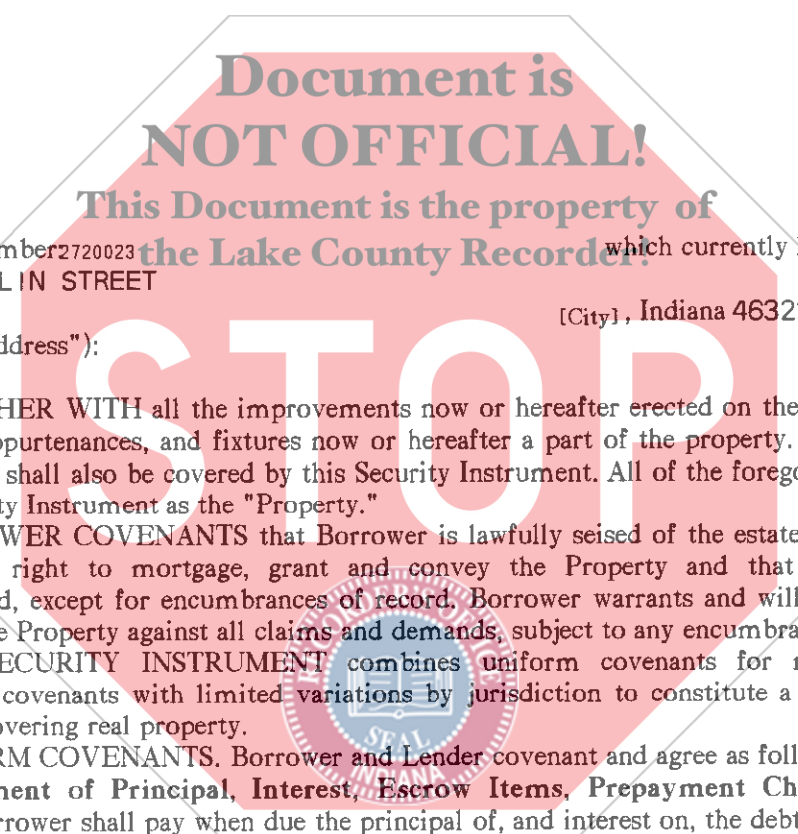 Document is
NOT OFFICIAL!
This Document is the property of
the Lake County Recorder!
mber2720023 which currently
LIN STREET
[City], Indiana 4632
ddress"):
STOP
HER WITH all the improvements now or hereafter erected on the
ppurtenances, and fixtures now or hereafter a part of the property.
shall also be covered by this Security Instrument. All of the forego
ty Instrument as the "Property."
WER COVENANTS that Borrower is lawfully seised of the estate
right to mortgage, grant and convey the Property and that
d, except for encumbrances of record. Borrower warrants and will
e Property against all claims and demands, subject to any encumbra
ECURITY INSTRUMENT combines uniform covenants for
covenants with limited variations by jurisdiction to constitute a
overing real property.
RM COVENANTS. Borrower and Lender covenant and agree as foll
ment of Principal, Interest, Escrow Items, Prepayment Ch
rrower shall pay when due the principal of, and interest on, the debt
SEAL
INDIANA